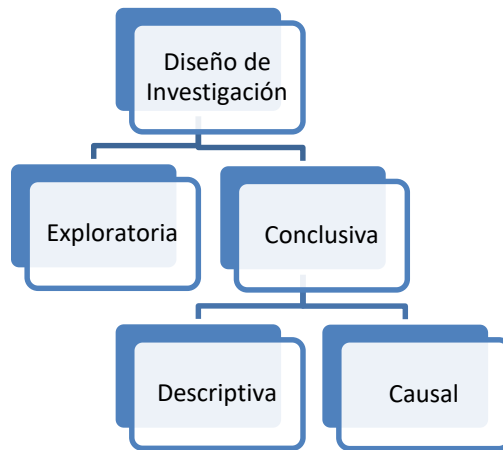 Diseño de
Investigación
Exploratoria
Conclusiva
Descriptiva
Causal